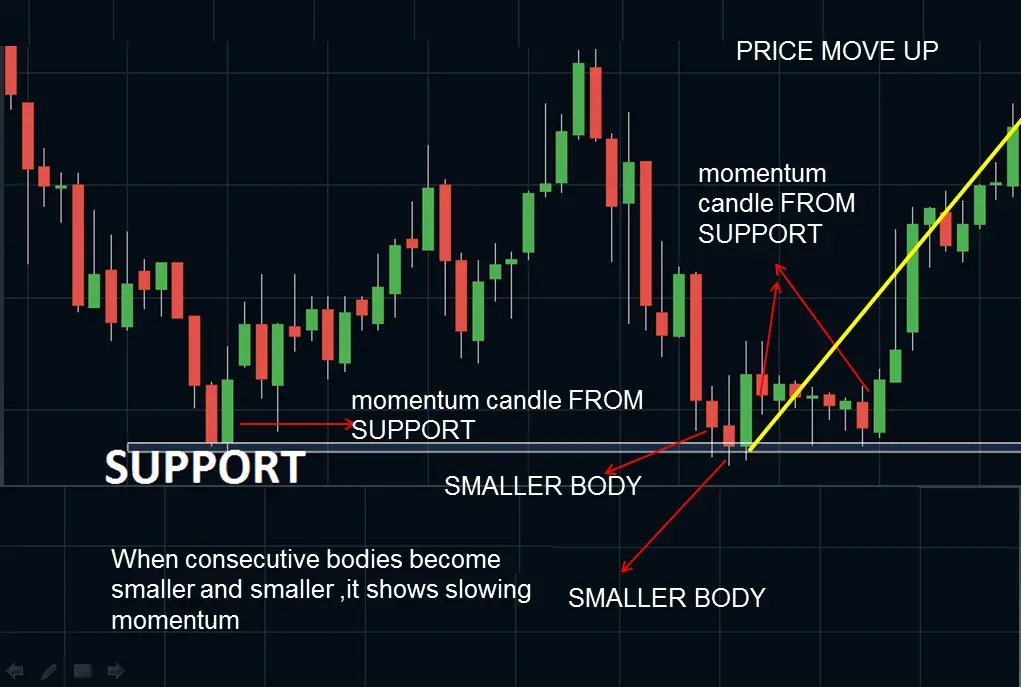 PRICE MOVE UP
momentum
candle FROM
SUPPORT
momentum candle FROM
SUPPORT
SUPPORT
SMALLER BODY
When consecutive bodies become
smaller and smaller ,it shows slowing
momentum
SMALLER BODY